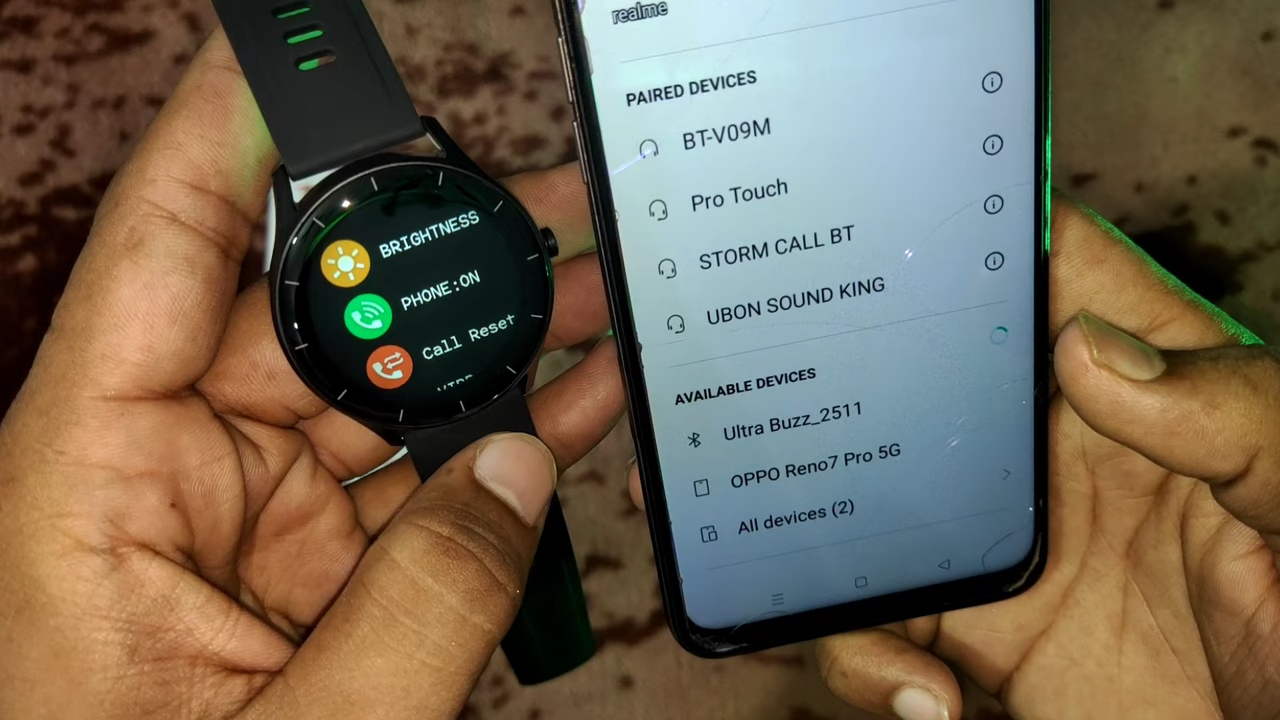 BRIGHTNESS
PHONE:ON
Call Reset
realme
PAIRED DEVICES
BT-V09M
Pro Touch
STORM CALL BT
UBON SOUND KING
AVAILABLE DEVICES
Ultra Buzz_2511
OPPO Reno7 Pro 5G
All devices (2)